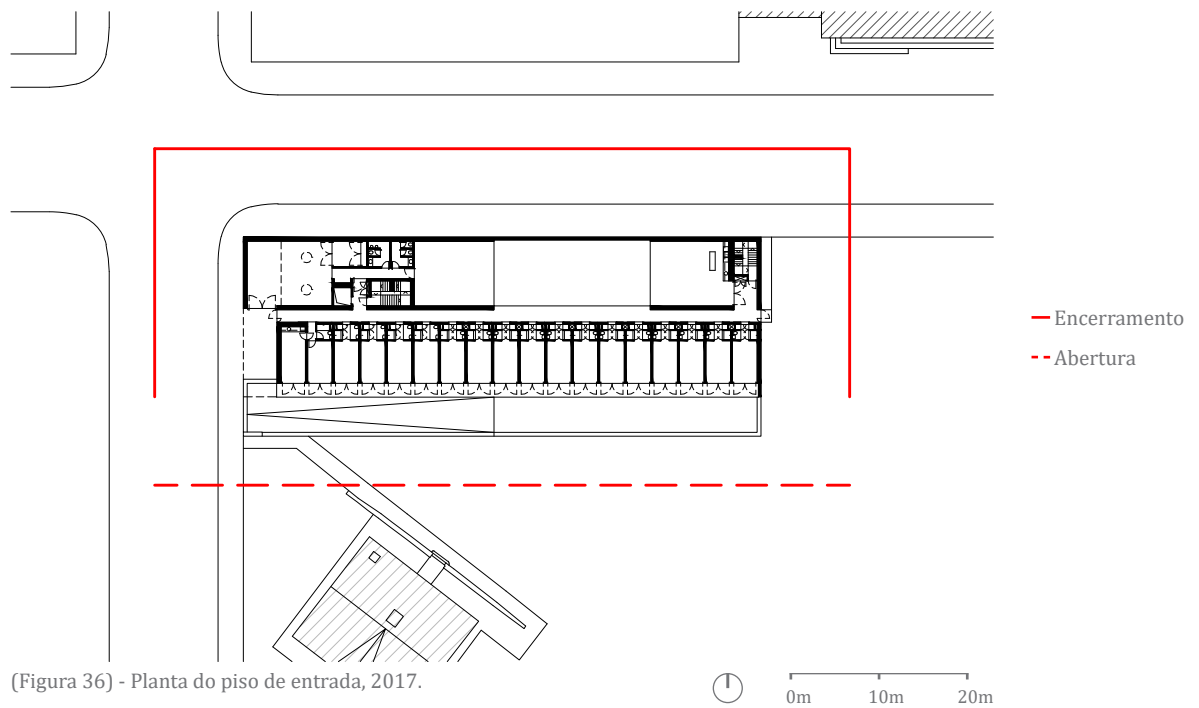 Encerramento
Abertura
(Figura 36) - Planta do piso de entrada, 2017.
0m 10m 20m